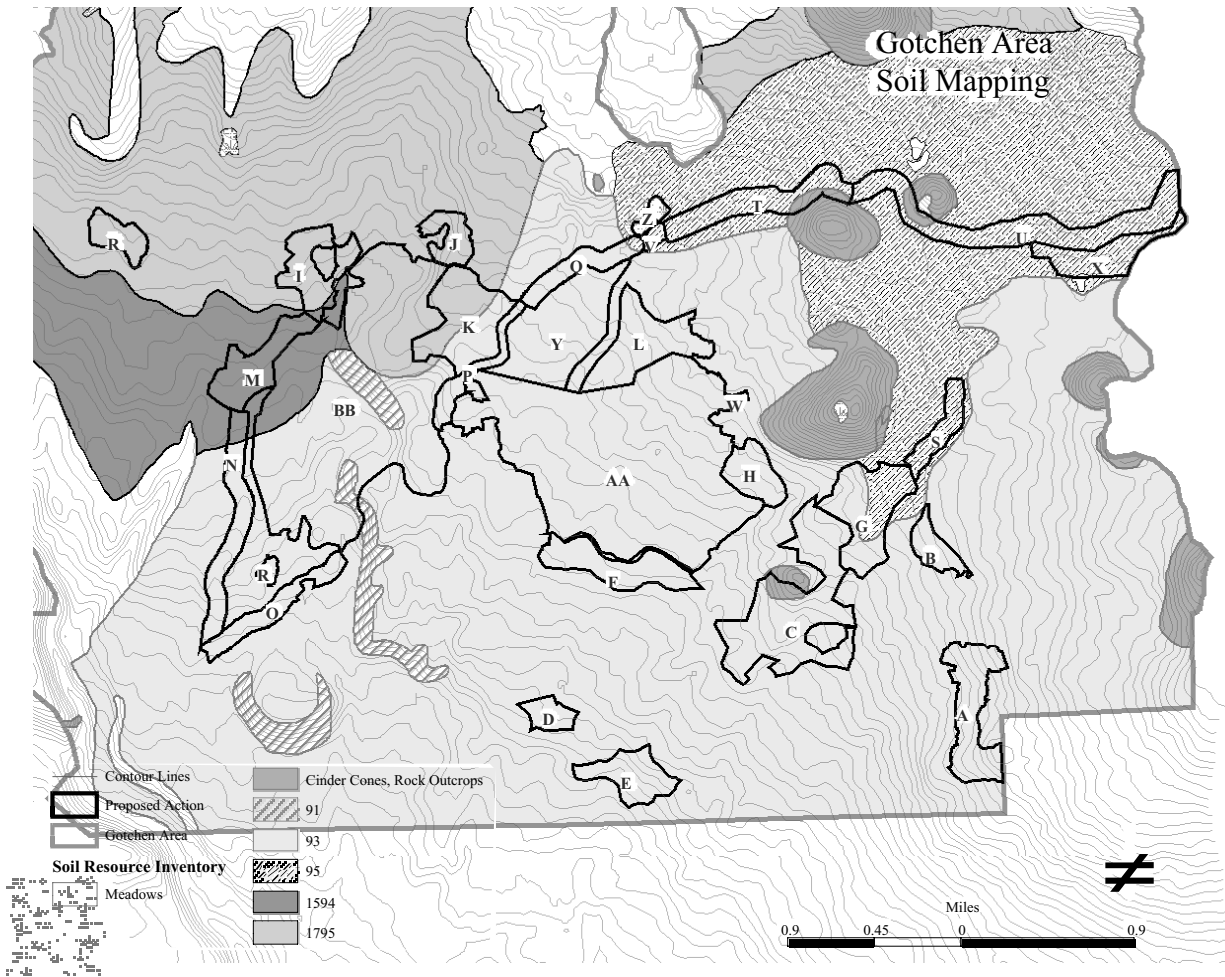 Gotchen Area
Soil Mapping
Z
R
T
V
J
U
I
Q
X
K
Y
L
P
M
W
BB
S
N
H
AA
G
B
R
F
O
C
D
A
E
Contour Lines
Cinder Cones, Rock Outcrops
Proposed Action
91
Gotchen Area
93
Soil Resource Inventory
95
Meadows
1594
1795
Miles
0.9 0.45 0 0.9